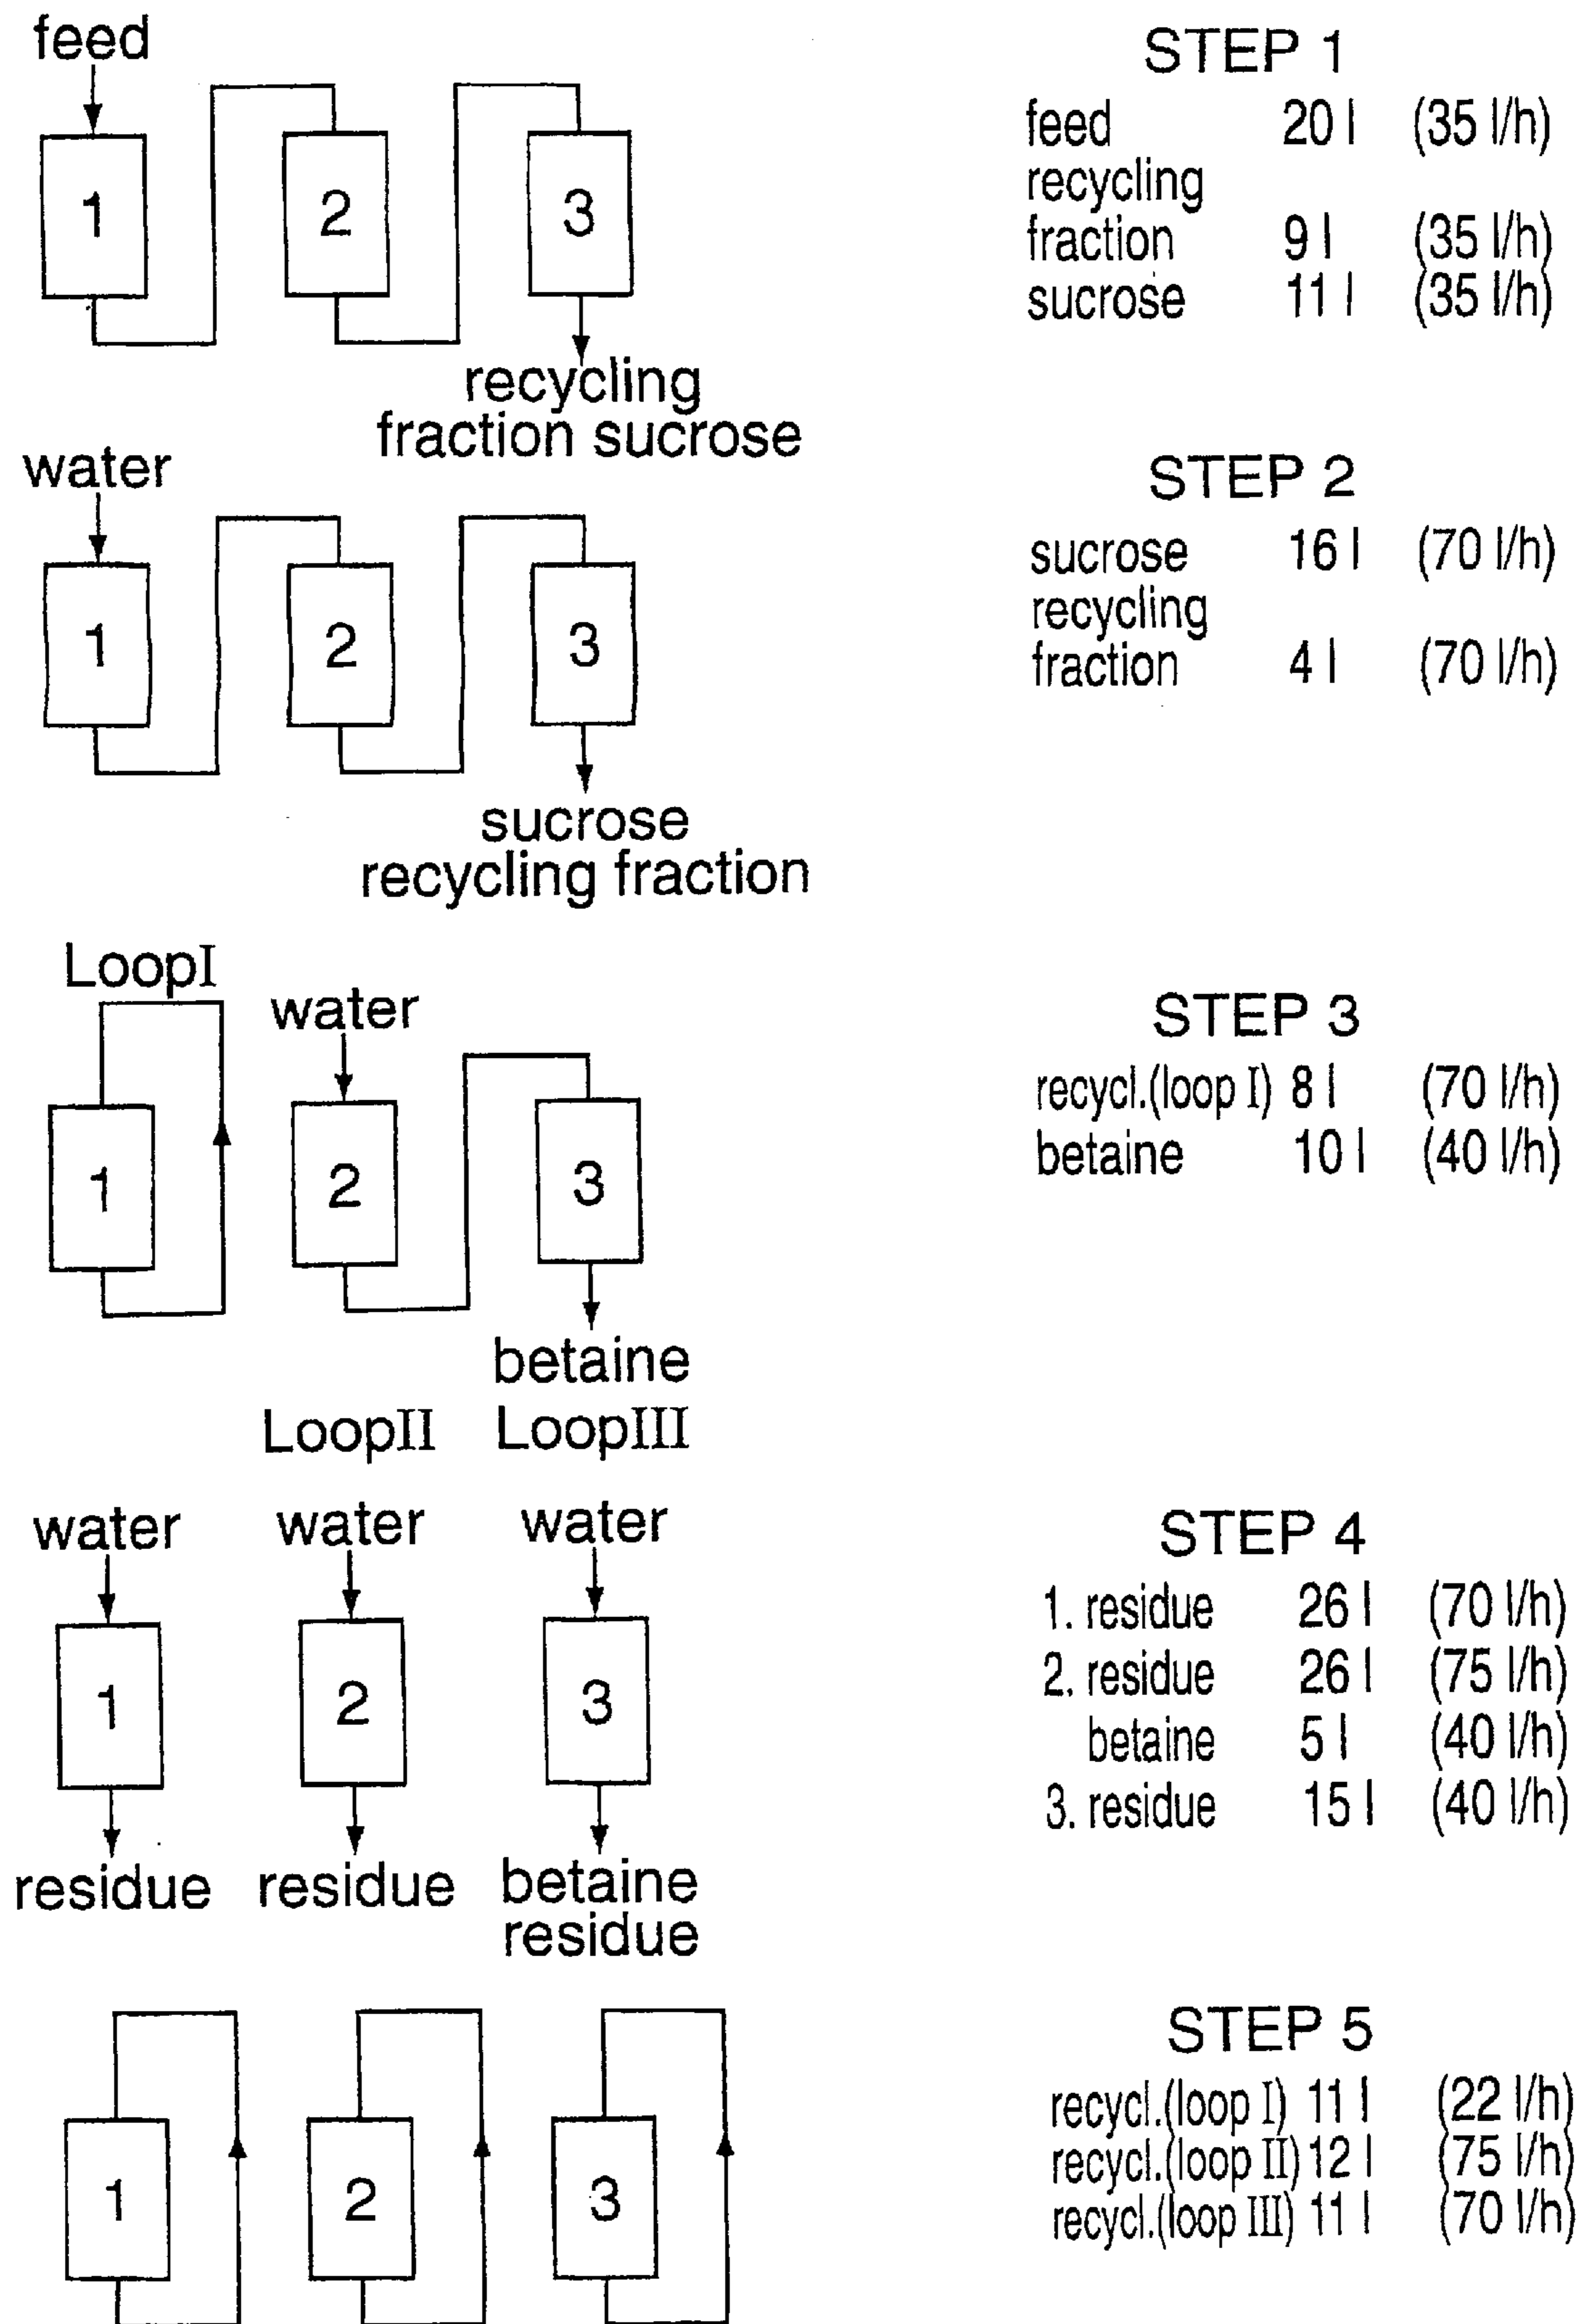 feed
1 2 3
recycling
fraction sucrose
STEP 1
feed 20 l (35 l/h)
recycling
fraction 9 l (35 l/h)
sucrose 11 l (35 l/h)
water
1 2 3
sucrose
recycling fraction
STEP 2
sucrose 16 l (70 l/h)
recycling
fraction 4 l (70 l/h)
LoopI
water
1 2 3
betaine
STEP 3
recycl.(loop I) 8 l (70 l/h)
betaine 10 l (40 l/h)
LoopII LoopIII
water water water
1 2 3
residue residue betaine
residue
STEP 4
1. residue 26 l (70 l/h)
2. residue 26 l (75 l/h)
betaine 5 l (40 l/h)
3. residue 15 l (40 l/h)
1 2 3
STEP 5
recycl.(loop I) 11 l (22 l/h)
recycl.(loop II) 12 l (75 l/h)
recycl.(loop III) 11 l (70 l/h)